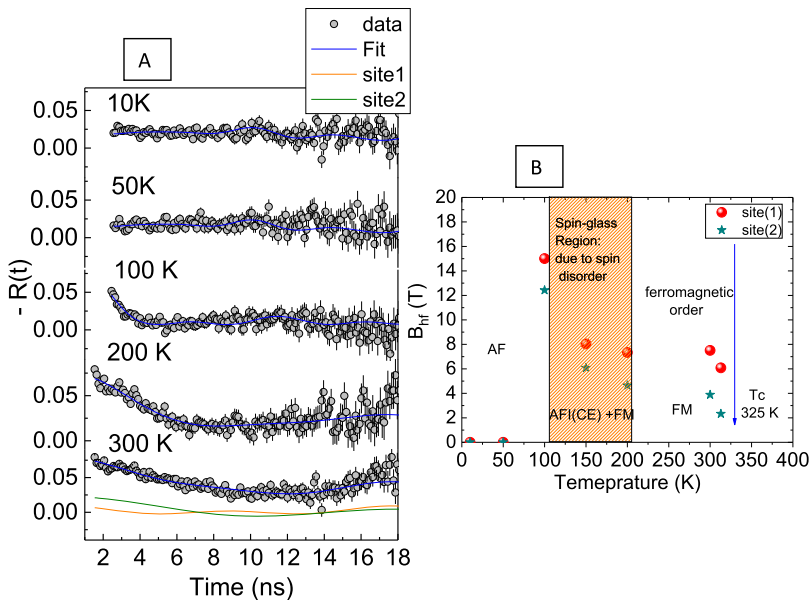 A
data
Fit
site1
site2
10K
0.05
0.00
50K
0.05
0.00
100 K
0.05
0.00
200 K
0.05
0.00
300 K
0.05
0.00
- R(t)
2 4 6 8 10 12 14 16 18
Time (ns)
B
20
18
16
14
12
10
8
6
4
2
0
B hf (T)
site(1)
site(2)
Spin-glass
Region:
due to spin
disorder
ferromagnetic
order
AF
AFI(CE) +FM
FM
Tc
325 K
0 50 100 150 200 250 300 350 400
Temeprature (K)